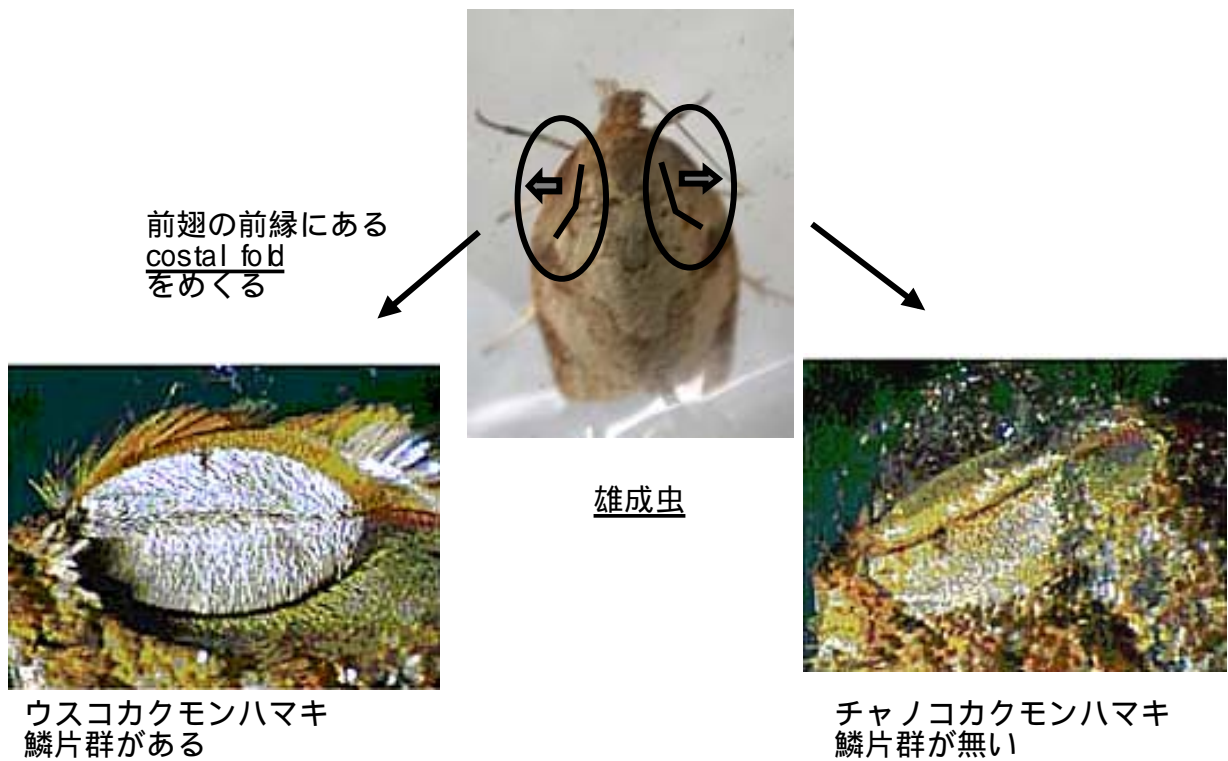 前翅の前縁にある
costal fold
をめくる
雄成虫
ウスコカクモンハマキ
鱗片群がある
チャノコカクモンハマキ
鱗片群が無い